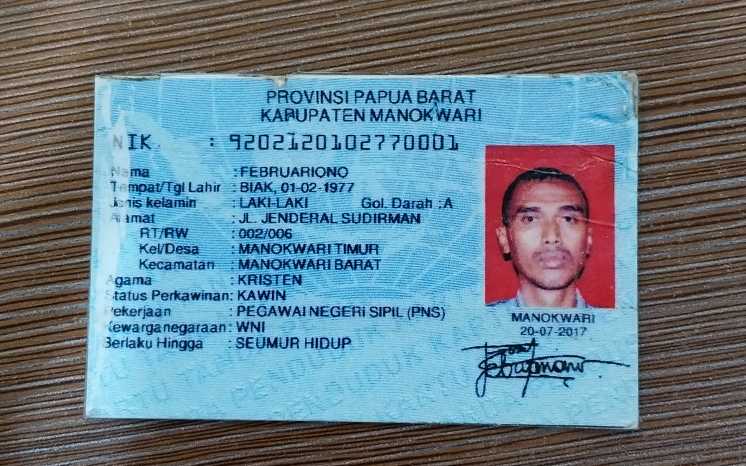 PROVINSI PAPUA BARAT
KABUPATEN MANOKWARI
NIK : 9202120102770001
Nama : FEBRUARIONO
Tempat/Tgl Lahir : BIAK, 01-02-1977
Jenis kelamin : LAKI-LAKI Gol. Darah : A
Alamat : JL. JENDERAL SUDIRMAN
RT/RW : 002/006
Kel/Desa : MANOKWARI TIMUR
Kecamatan : MANOKWARI BARAT
Agama : KRISTEN
Status Perkawinan: KAWIN
Pekerjaan : PEGAWAI NEGERI SIPIL (PNS)
Kewarganegaraan: WNI
Berlaku Hingga : SEUMUR HIDUP
MANOKWARI
20-07-2017